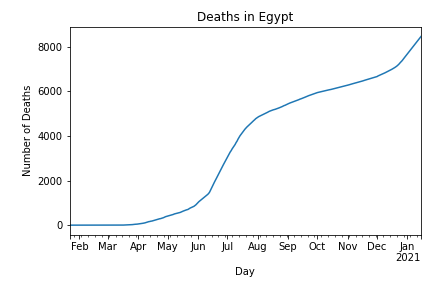 Deaths in Egypt
8000
6000
4000
2000
0
Number of Deaths
Feb Mar Apr May Jun Jul Aug Sep Oct Nov Dec Jan
2021
Day